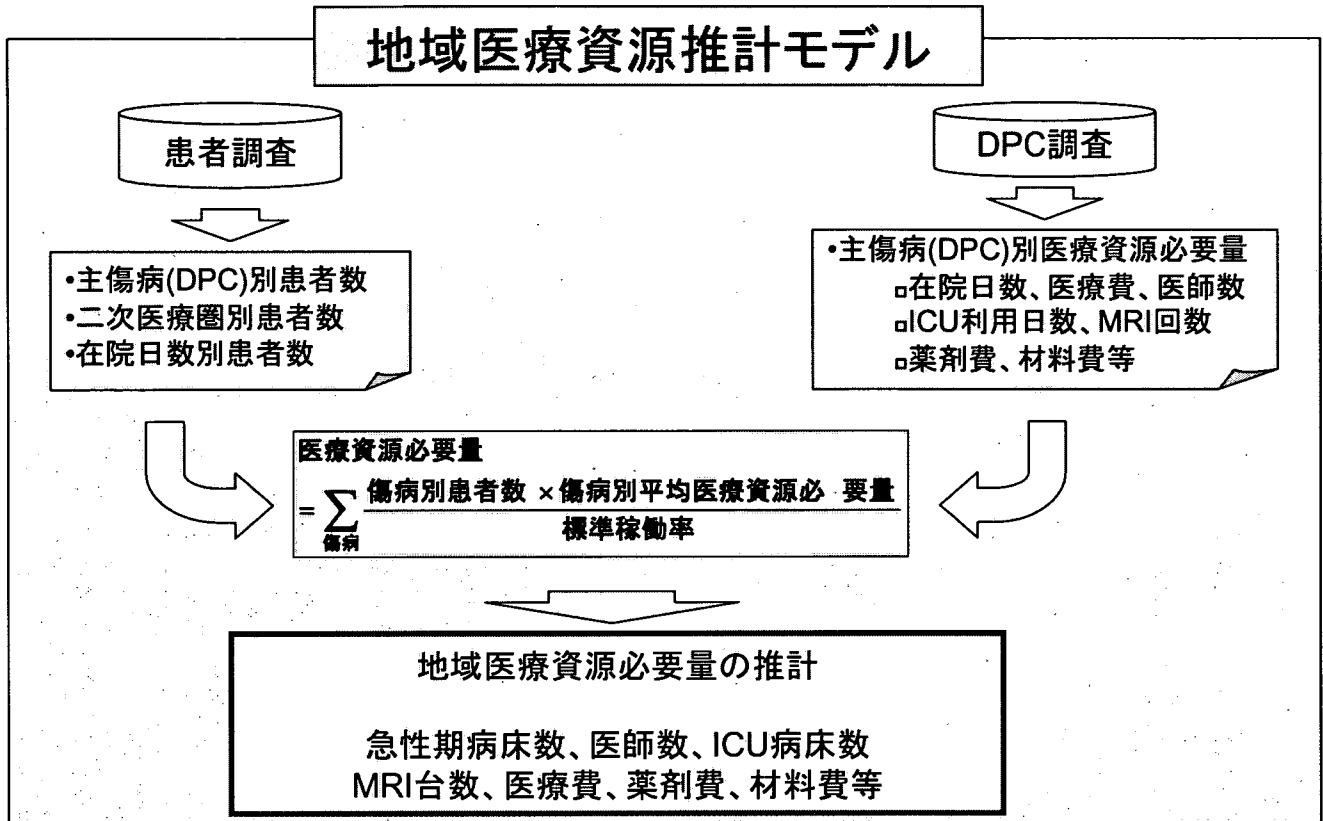 地域医療資源推計モデル
患者調査
DPC調査
•主傷病(DPC)別患者数
•二次医療圏別患者数
•在院日数別患者数
•主傷病(DPC)別医療資源必要量
□在院日数、医療費、医師数
□ICU利用日数、MRI回数
□薬剤費、材料費等
医療資源必要量
= ∑ 傷病別患者数 ×傷病別平均医療資源必 要量
標準稼働率
傷病
地域医療資源必要量の推計
急性期病床数、医師数、ICU病床数
MRI台数、医療費、薬剤費、材料費等